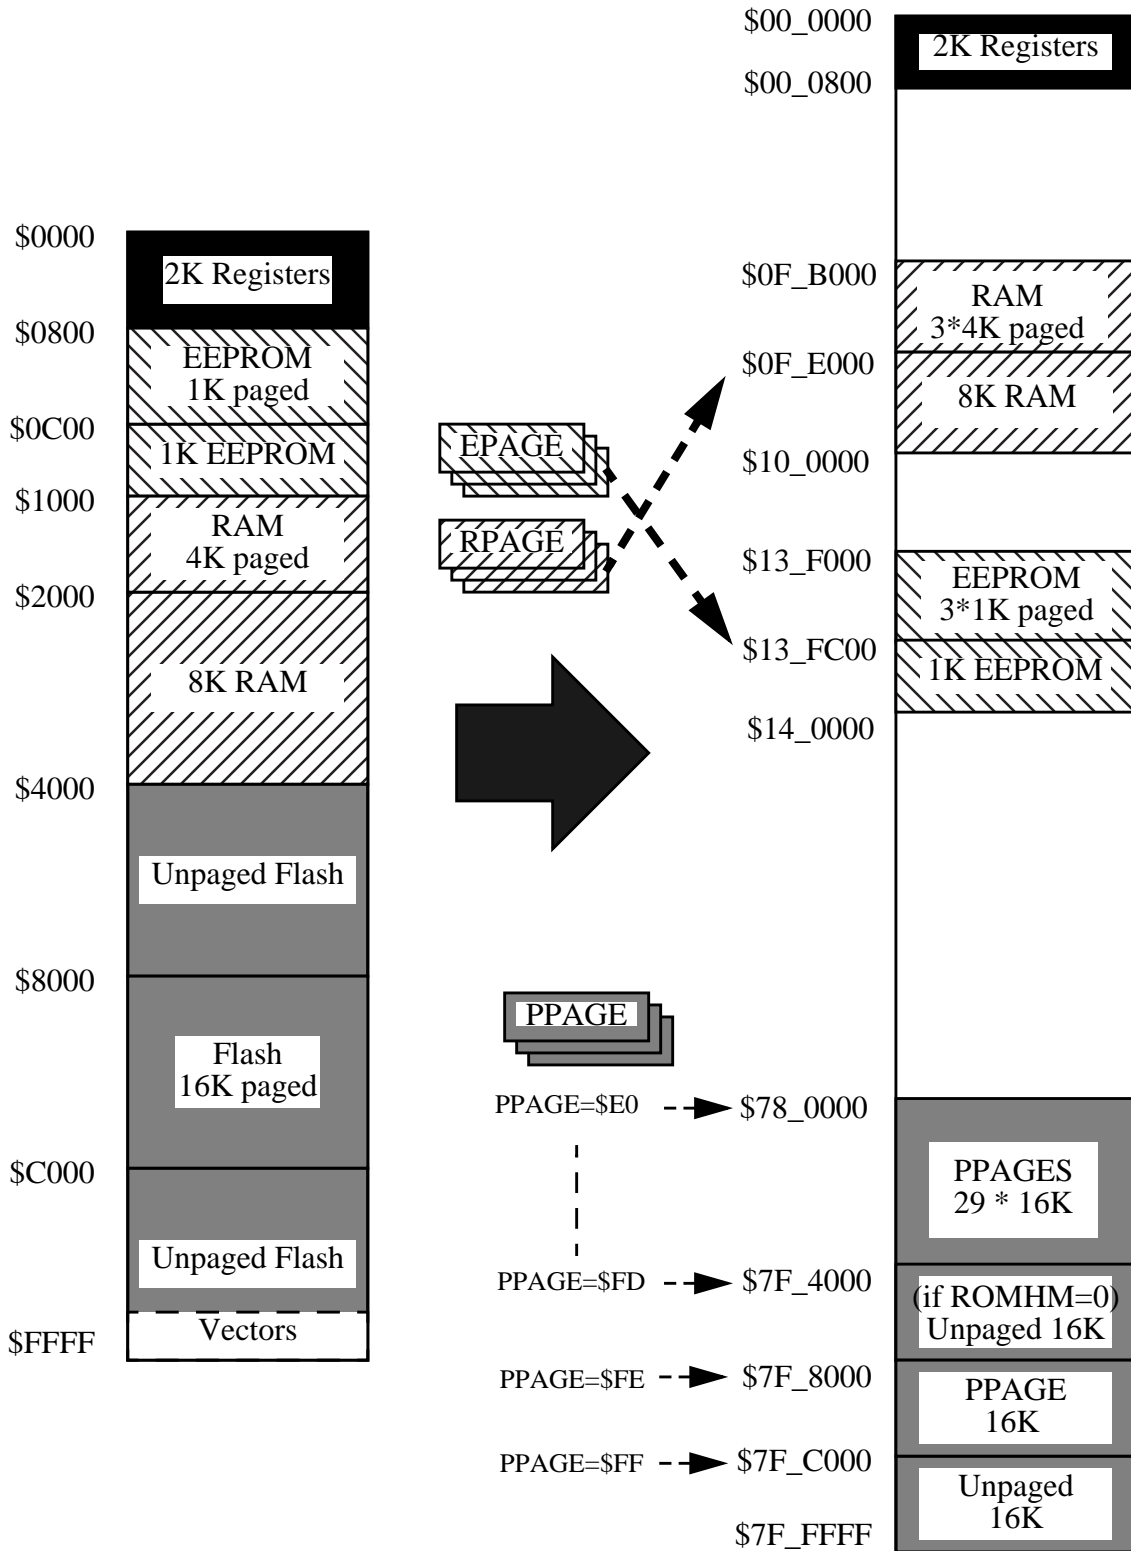 $0000
2K Registers
$0800
EEPROM
1K paged
$0C00
1K EEPROM
$1000
RAM
4K paged
$2000
8K RAM
$4000
Unpaged Flash
$8000
Flash
16K paged
$C000
Unpaged Flash
Vectors
$FFFF
EPAGE
RPAGE
PPAGE
PPAGE=$E0
PPAGE=$FD
PPAGE=$FE
PPAGE=$FF
$00_0000
2K Registers
$00_0800
$0F_B000
RAM
3*4K paged
$0F_E000
8K RAM
$10_0000
$13_F000
EEPROM
3*1K paged
$13_FC00
1K EEPROM
$14_0000
$78_0000
PPAGES
29 * 16K
$7F_4000
(if ROMHM=0)
Unpaged 16K
$7F_8000
PPAGE
16K
$7F_C000
Unpaged
16K
$7F_FFFF